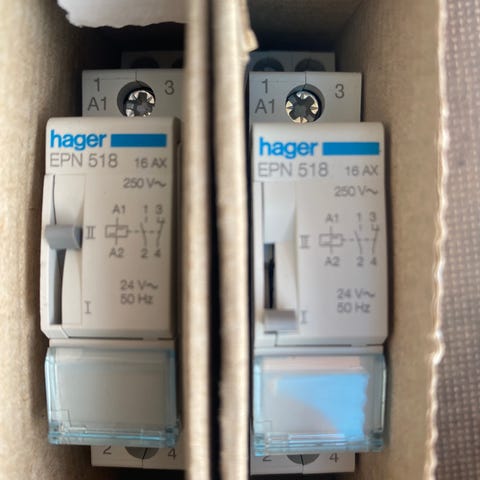 1 3
A1
hager
EPN 518 16 AX
250 V~
A1 1 3
II
A2 2 4
24 V~
50 Hz
I
2 4
1 3
A1
hager
EPN 518 16 AX
250 V~
A1 1 3
II
A2 2 4
24 V~
50 Hz
I
2 4